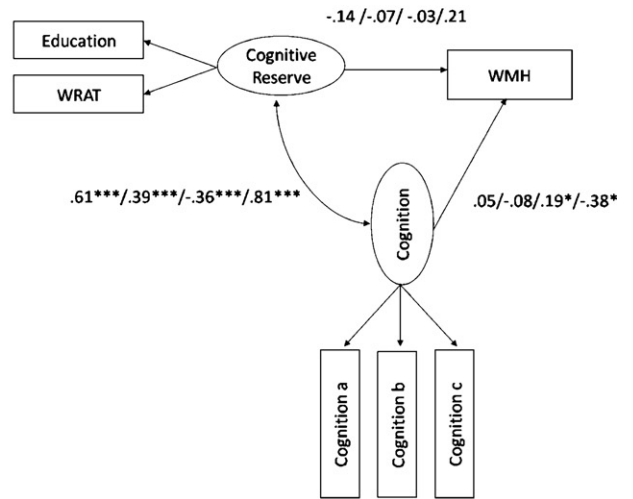 -.14 /-.07/ -.03/.21
Education
Cognitive
Reserve
WMH
WRAT
.61***/.39***/-.36***/.81***
.05/-.08/.19*/-.38*
Cognition
Cognition a
Cognition b
Cognition c